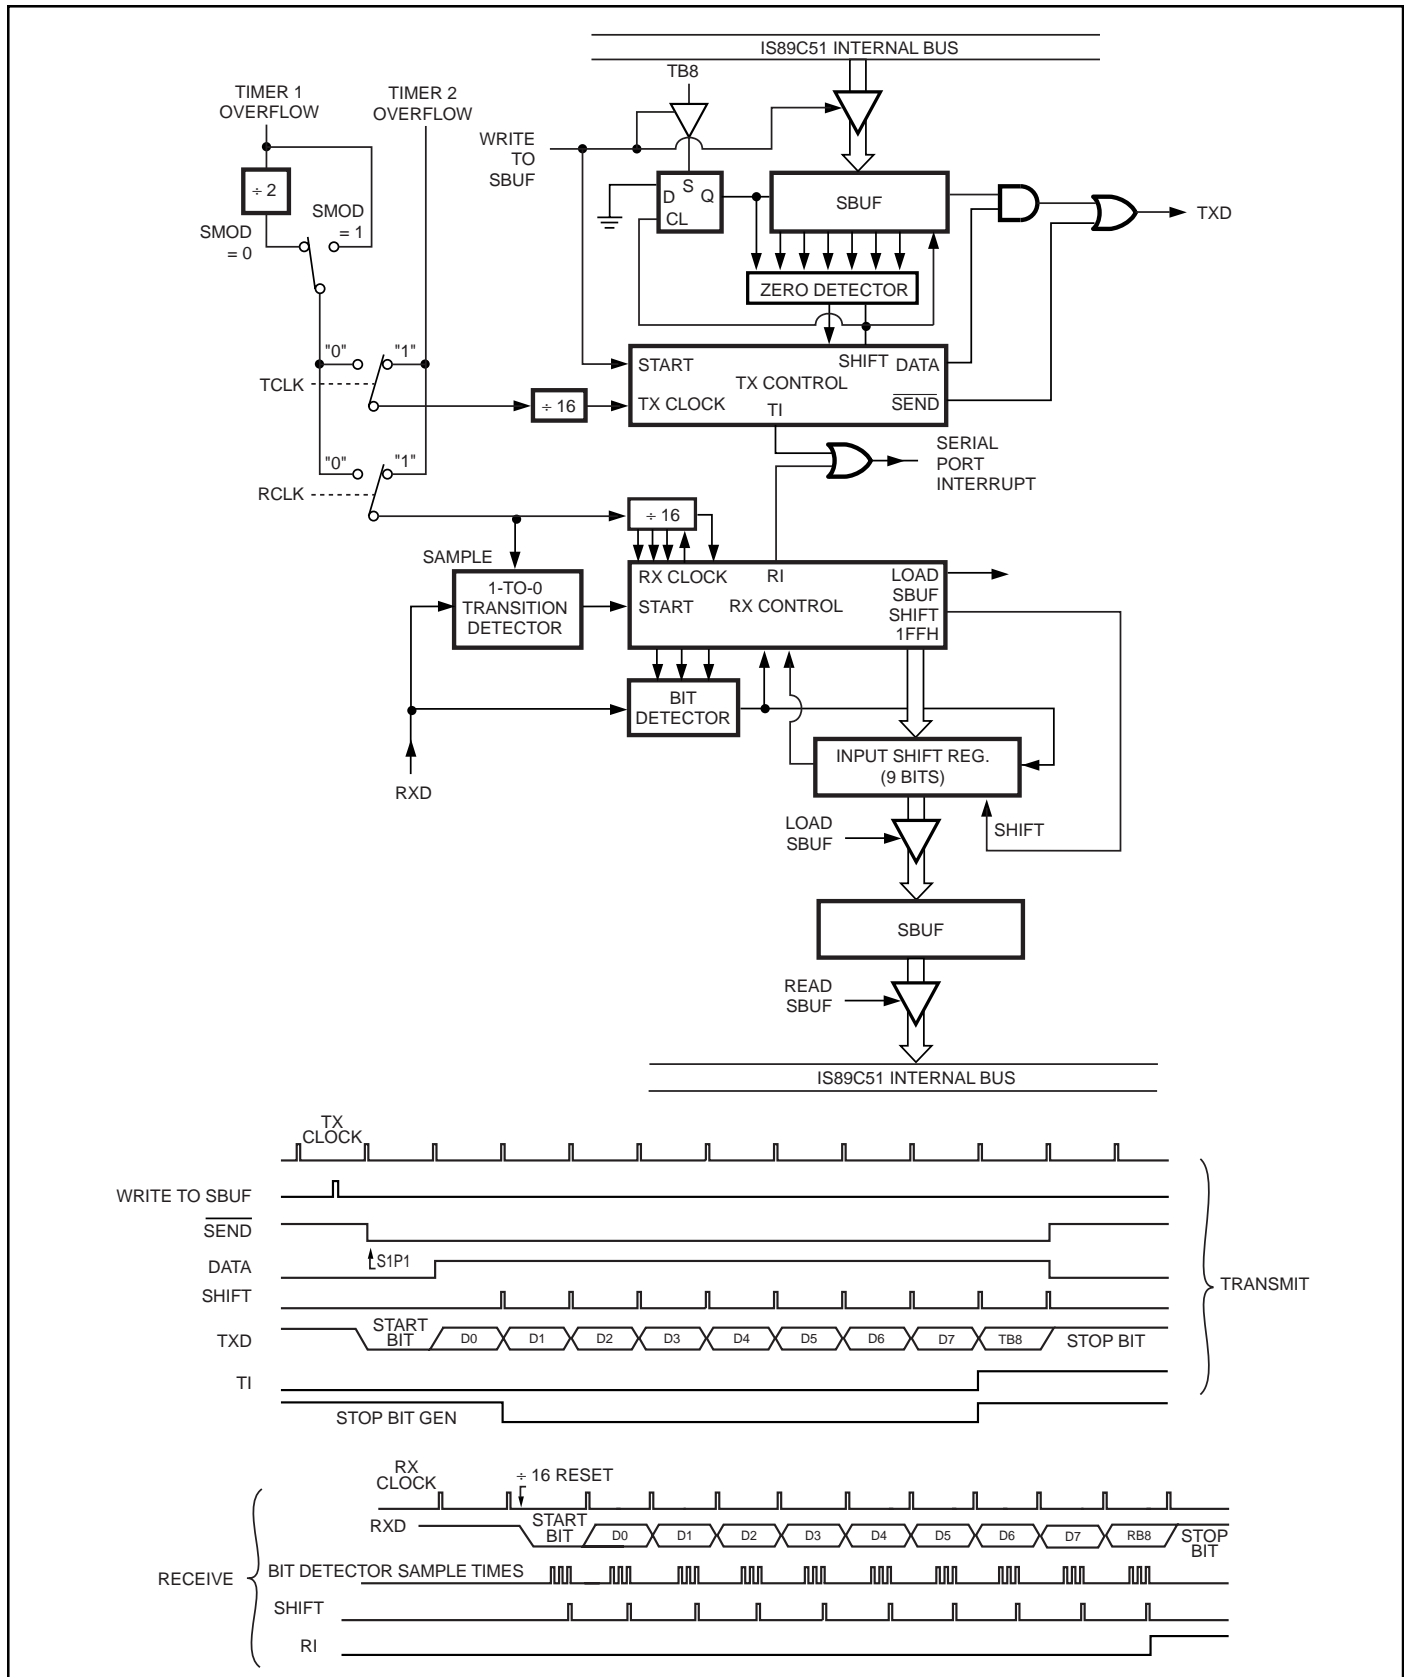 IS89C51 INTERNAL BUS
TB8
TIMER 1
OVERFLOW
TIMER 2
OVERFLOW
WRITE
TO
SBUF
÷ 2
SMOD
= 1
SMOD
= 0
D
S
Q
CL
SBUF
TXD
ZERO DETECTOR
"0"
"1"
TCLK
÷ 16
START
SHIFT
DATA
TX CONTROL
TX CLOCK
TI
SEND
SERIAL
PORT
INTERRUPT
"0"
"1"
RCLK
÷ 16
SAMPLE
1-TO-0
TRANSITION
DETECTOR
RX CLOCK
RI
LOAD
SBUF
START
RX CONTROL
SHIFT
1FFH
BIT
DETECTOR
RXD
INPUT SHIFT REG.
(9 BITS)
LOAD
SBUF
SHIFT
SBUF
READ
SBUF
IS89C51 INTERNAL BUS
TX
CLOCK
WRITE TO SBUF
SEND
S1P1
DATA
SHIFT
TRANSMIT
TXD
START
BIT
D0
D1
D2
D3
D4
D5
D6
D7
TB8
STOP BIT
TI
STOP BIT GEN
RX
CLOCK
÷ 16 RESET
RXD
START
BIT
D0
D1
D2
D3
D4
D5
D6
D7
RB8
STOP
BIT
RECEIVE
BIT DETECTOR SAMPLE TIMES
SHIFT
RI